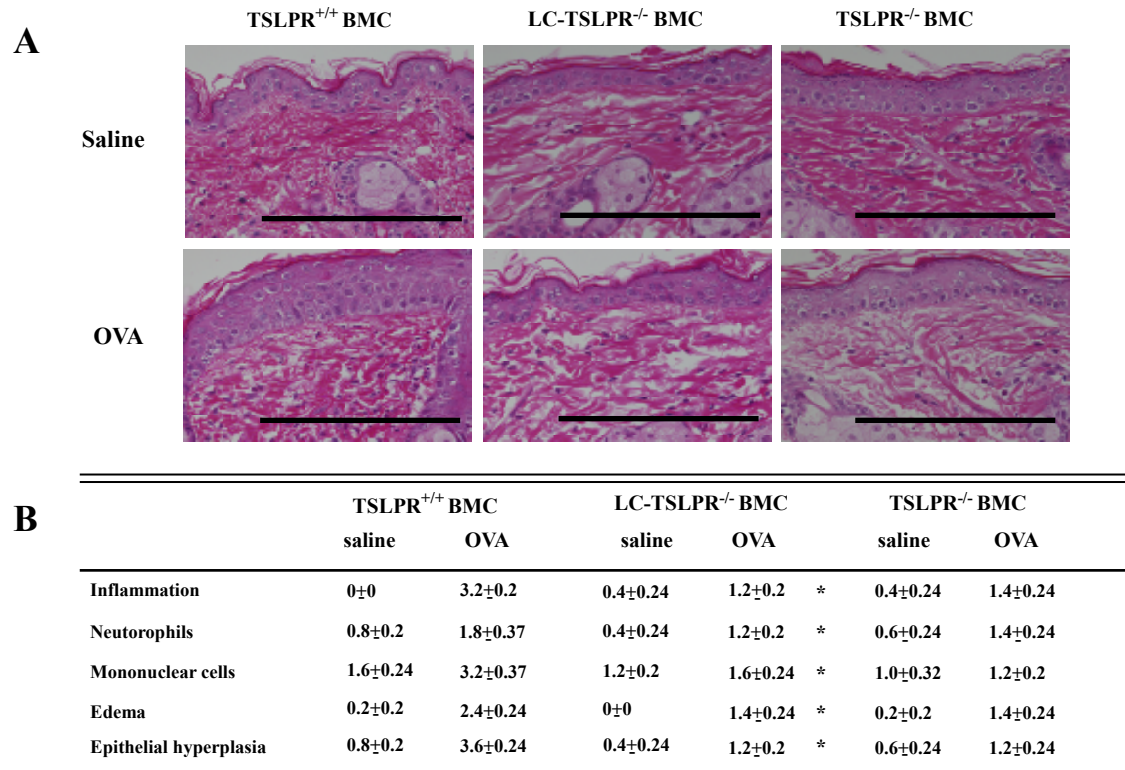 A
TSLPR+/+ BMC LC-TSLPR-/- BMC TSLPR-/- BMC
Saline
OVA
B
TSLPR+/+ BMC LC-TSLPR-/- BMC TSLPR-/- BMC
saline OVA saline OVA saline OVA
Inflammation 0±0 3.2±0.2 0.4±0.24 1.2±0.2 * 0.4±0.24 1.4±0.24
Neutorophils 0.8±0.2 1.8±0.37 0.4±0.24 1.2±0.2 * 0.6±0.24 1.4±0.24
Mononuclear cells 1.6±0.24 3.2±0.37 1.2±0.2 1.6±0.24 * 1.0±0.32 1.2±0.2
Edema 0.2±0.2 2.4±0.24 0±0 1.4±0.24 * 0.2±0.2 1.4±0.24
Epithelial hyperplasia 0.8±0.2 3.6±0.24 0.4±0.24 1.2±0.2 * 0.6±0.24 1.2±0.24